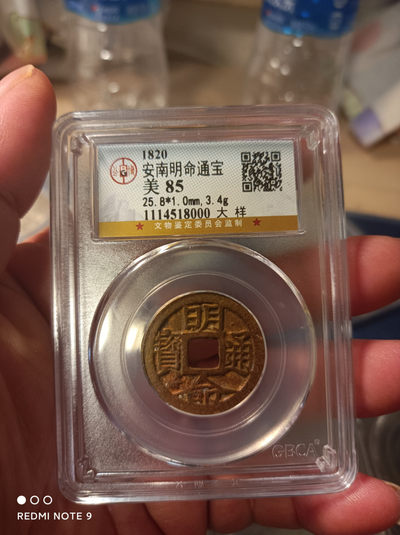 1820
安南明命通宝
美 85
25.8*1.0mm,3.4g
1114518000 大 样
★ 文物鉴定委员会监制 ★
明命通寶
GBCA
REDMI NOTE 9